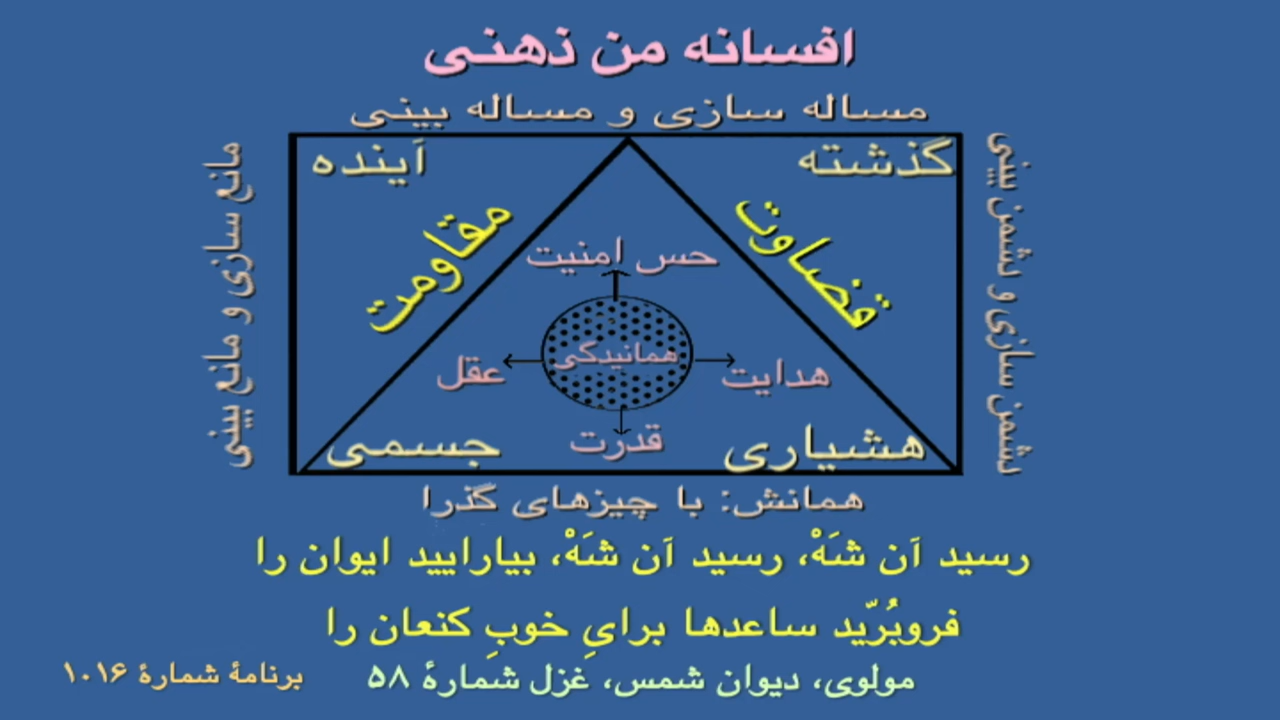 افسانه من ذهنی
مساله سازی و مساله بینی
گذشته
آینده
دشمن سازی و دشمن بینی
مانع سازی و مانع بینی
قضاوت
مقاومت
حس امنیت
همانیدگی
هدایت
عقل
قدرت
هشیاری
جسمی
همانش: با چیزهای گذرا
رسید آن شَهْ، رسید آن شَهْ، بیارایید ایوان را
فروبُرّید ساعدها برایِ خوبِ کنعان را
مولوی، دیوان شمس، غزل شمارهٔ ۵۸
برنامهٔ شمارهٔ ۱۰۱۶